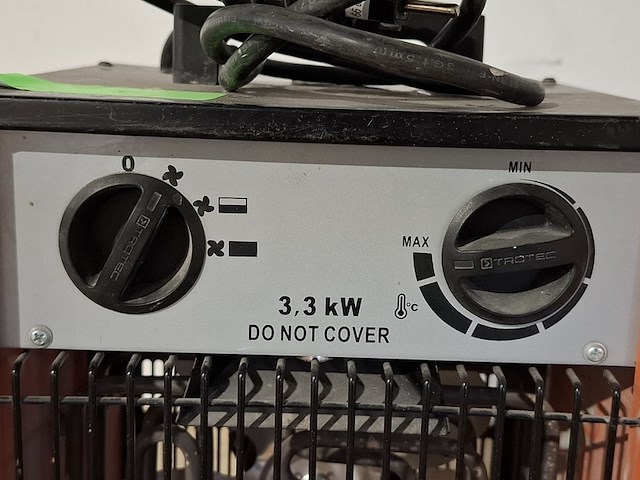 0
MIN
MAX
TROTEC
TROTEC
°C
3,3 kW
DO NOT COVER